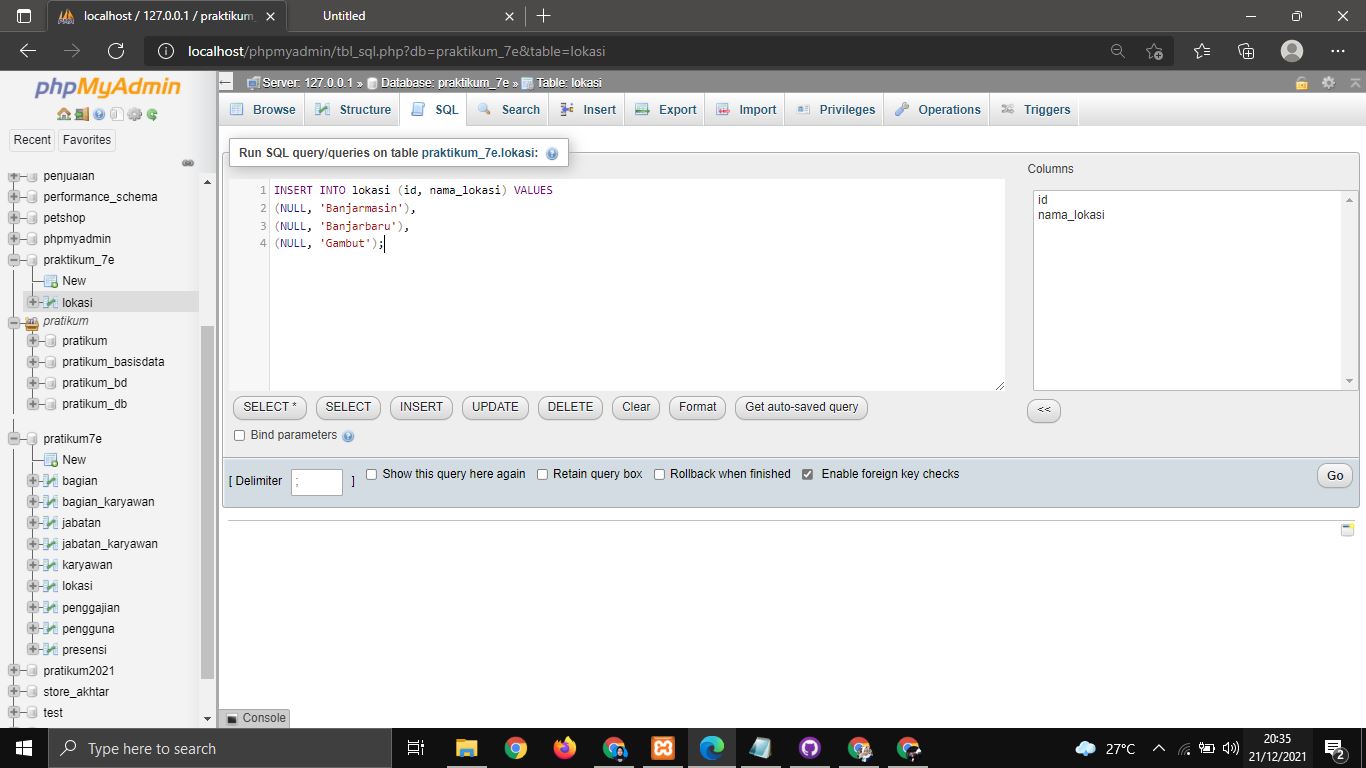 localhost / 127.0.0.1 / praktikum_
Untitled
localhost/phpmyadmin/tbl_sql.php?db=praktikum_7e&table=lokasi
phpMyAdmin
Recent Favorites
penjualan
performance_schema
petshop
phpmyadmin
praktikum_7e
New
lokasi
pratikum
pratikum
pratikum_basisdata
pratikum_bd
pratikum_db
pratikum7e
New
bagian
bagian_karyawan
jabatan
jabatan_karyawan
karyawan
lokasi
penggajian
pengguna
presensi
pratikum2021
store_akhtar
test
Server: 127.0.0.1 » Database: praktikum_7e » Table: lokasi
Browse Structure SQL Search Insert Export Import Privileges Operations Triggers
Run SQL query/queries on table praktikum_7e.lokasi:
1 INSERT INTO lokasi (id, nama_lokasi) VALUES
2 (NULL, 'Banjarmasin'),
3 (NULL, 'Banjarbaru'),
4 (NULL, 'Gambut');
Columns
id
nama_lokasi
SELECT * SELECT INSERT UPDATE DELETE Clear Format Get auto-saved query
<<
Bind parameters
[ Delimiter ; ] Show this query here again Retain query box Rollback when finished Enable foreign key checks
Go
Console
Type here to search
27°C
20:35
21/12/2021
2